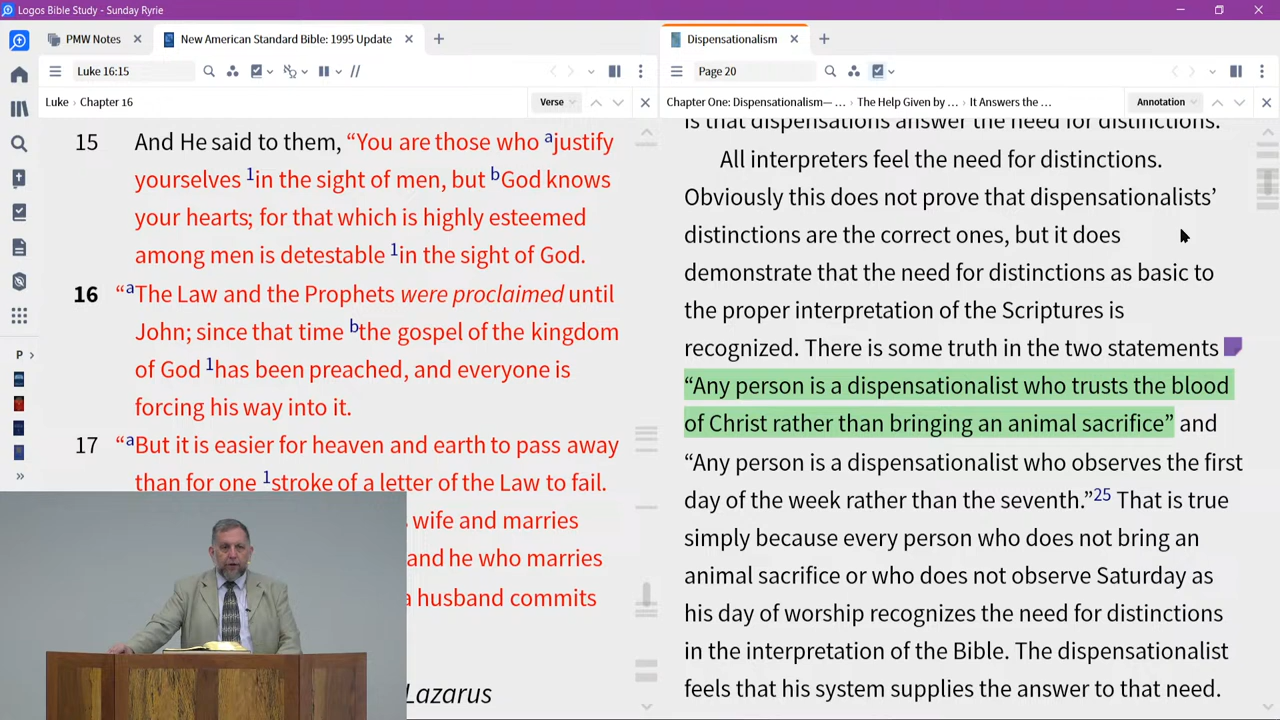 Logos Bible Study - Sunday Ryrie
PMW Notes
New American Standard Bible: 1995 Update
Luke 16:15
Luke › Chapter 16
Verse
15 And He said to them, “You are those who ajustify
yourselves 1in the sight of men, but bGod knows
your hearts; for that which is highly esteemed
among men is detestable 1in the sight of God.
16 “aThe Law and the Prophets were proclaimed until
John; since that time bthe gospel of the kingdom
of God 1has been preached, and everyone is
forcing his way into it.
17 “aBut it is easier for heaven and earth to pass away
than for one 1stroke of a letter of the Law to fail.
wife and marries
and he who marries
a husband commits
Lazarus
P
Dispensationalism
Page 20
Chapter One: Dispensationalism— ... › The Help Given by ... › It Answers the ...
Annotation
is that dispensations answer the need for distinctions.
All interpreters feel the need for distinctions.
Obviously this does not prove that dispensationalists’
distinctions are the correct ones, but it does
demonstrate that the need for distinctions as basic to
the proper interpretation of the Scriptures is
recognized. There is some truth in the two statements
“Any person is a dispensationalist who trusts the blood
of Christ rather than bringing an animal sacrifice” and
“Any person is a dispensationalist who observes the first
day of the week rather than the seventh.”25 That is true
simply because every person who does not bring an
animal sacrifice or who does not observe Saturday as
his day of worship recognizes the need for distinctions
in the interpretation of the Bible. The dispensationalist
feels that his system supplies the answer to that need.